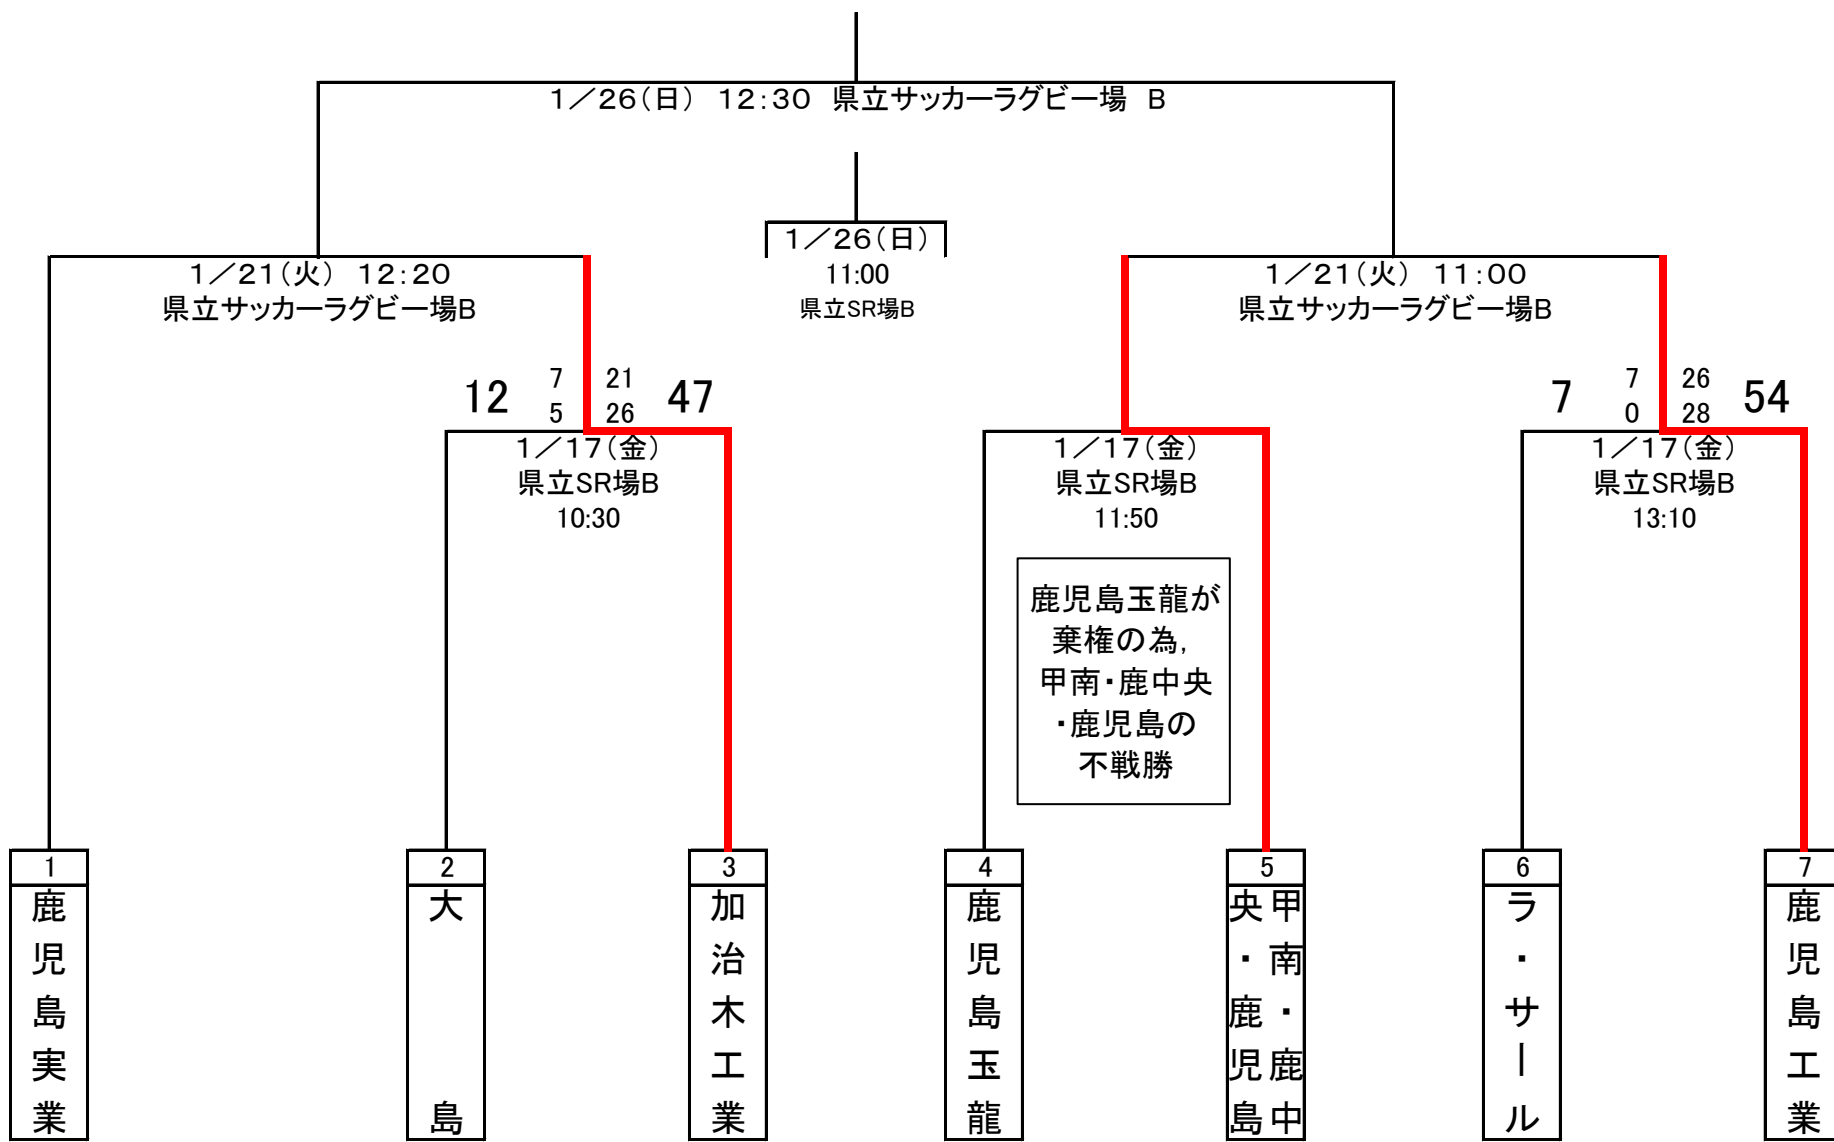 1／26(日) 12:30 県立サッカーラグビー場 B
1／26(日)
11:00
県立SR場B
1／21(火) 12:20
県立サッカーラグビー場B
1／21(火) 11:00
県立サッカーラグビー場B
12 7 21 47
5 26
1／17(金)
県立SR場B
10:30
1／17(金)
県立SR場B
11:50
7 7 26 54
0 28
1／17(金)
県立SR場B
13:10
鹿児島玉龍が
棄権の為,
甲南・鹿中央
・鹿児島の
不戦勝
1
鹿児島実業
2
大島
3
加治木工業
4
鹿児島玉龍
5
甲南・鹿中
央・鹿児島
6
ラ・サール
7
鹿児島工業